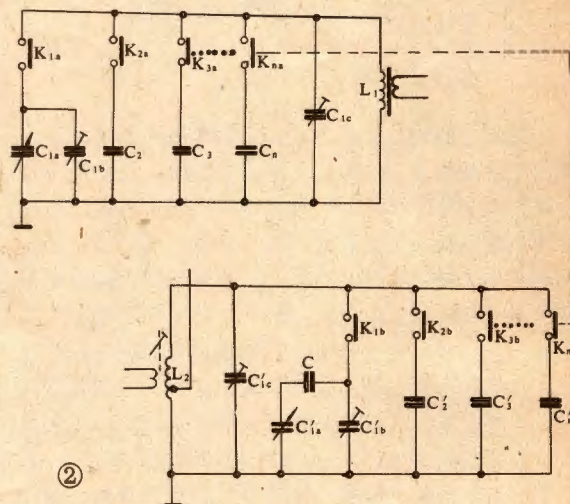 K₁ₐ K₂ₐ K₃ₐ Kₙₐ
L₁
C₁c
C₁ₐ C₁b C₂ C₃ Cₙ
K₁b K₂b K₃b
L₂ C′₁c C
C′₁ₐ C′₁b C′₂ C′₃
②